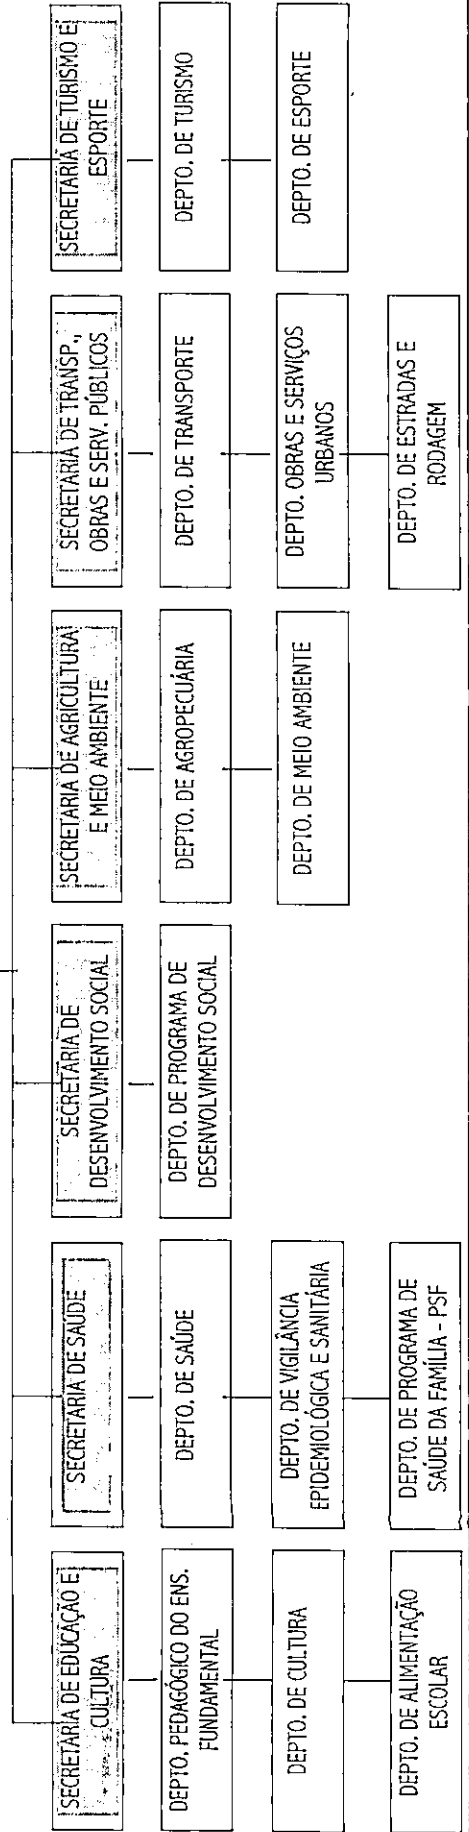 SECRETARIA DE EDUCAÇÃO E
CULTURA
DEPTO. PEDAGÓGICO DO ENS.
FUNDAMENTAL
DEPTO. DE CULTURA
DEPTO. DE ALIMENTAÇÃO
ESCOLAR
SECRETARIA DE SAÚDE
DEPTO. DE SAÚDE
DEPTO. DE VIGILÂNCIA
EPIDEMIOLÓGICA E SANITÁRIA
DEPTO. DE PROGRAMA DE
SAÚDE DA FAMÍLIA - PSF
SECRETARIA DE
DESENVOLVIMENTO SOCIAL
DEPTO. DE PROGRAMA DE
DESENVOLVIMENTO SOCIAL
SECRETARIA DE AGRICULTURA
E MEIO AMBIENTE
DEPTO. DE AGROPECUÁRIA
DEPTO. DE MEIO AMBIENTE
SECRETARIA DE TRANSP.,
OBRAS E SERV. PÚBLICOS
DEPTO. DE TRANSPORTE
DEPTO. OBRAS E SERVIÇOS
URBANOS
DEPTO. DE ESTRADAS E
RODAGEM
SECRETARIA DE TURISMO E
ESPORTE
DEPTO. DE TURISMO
DEPTO. DE ESPORTE